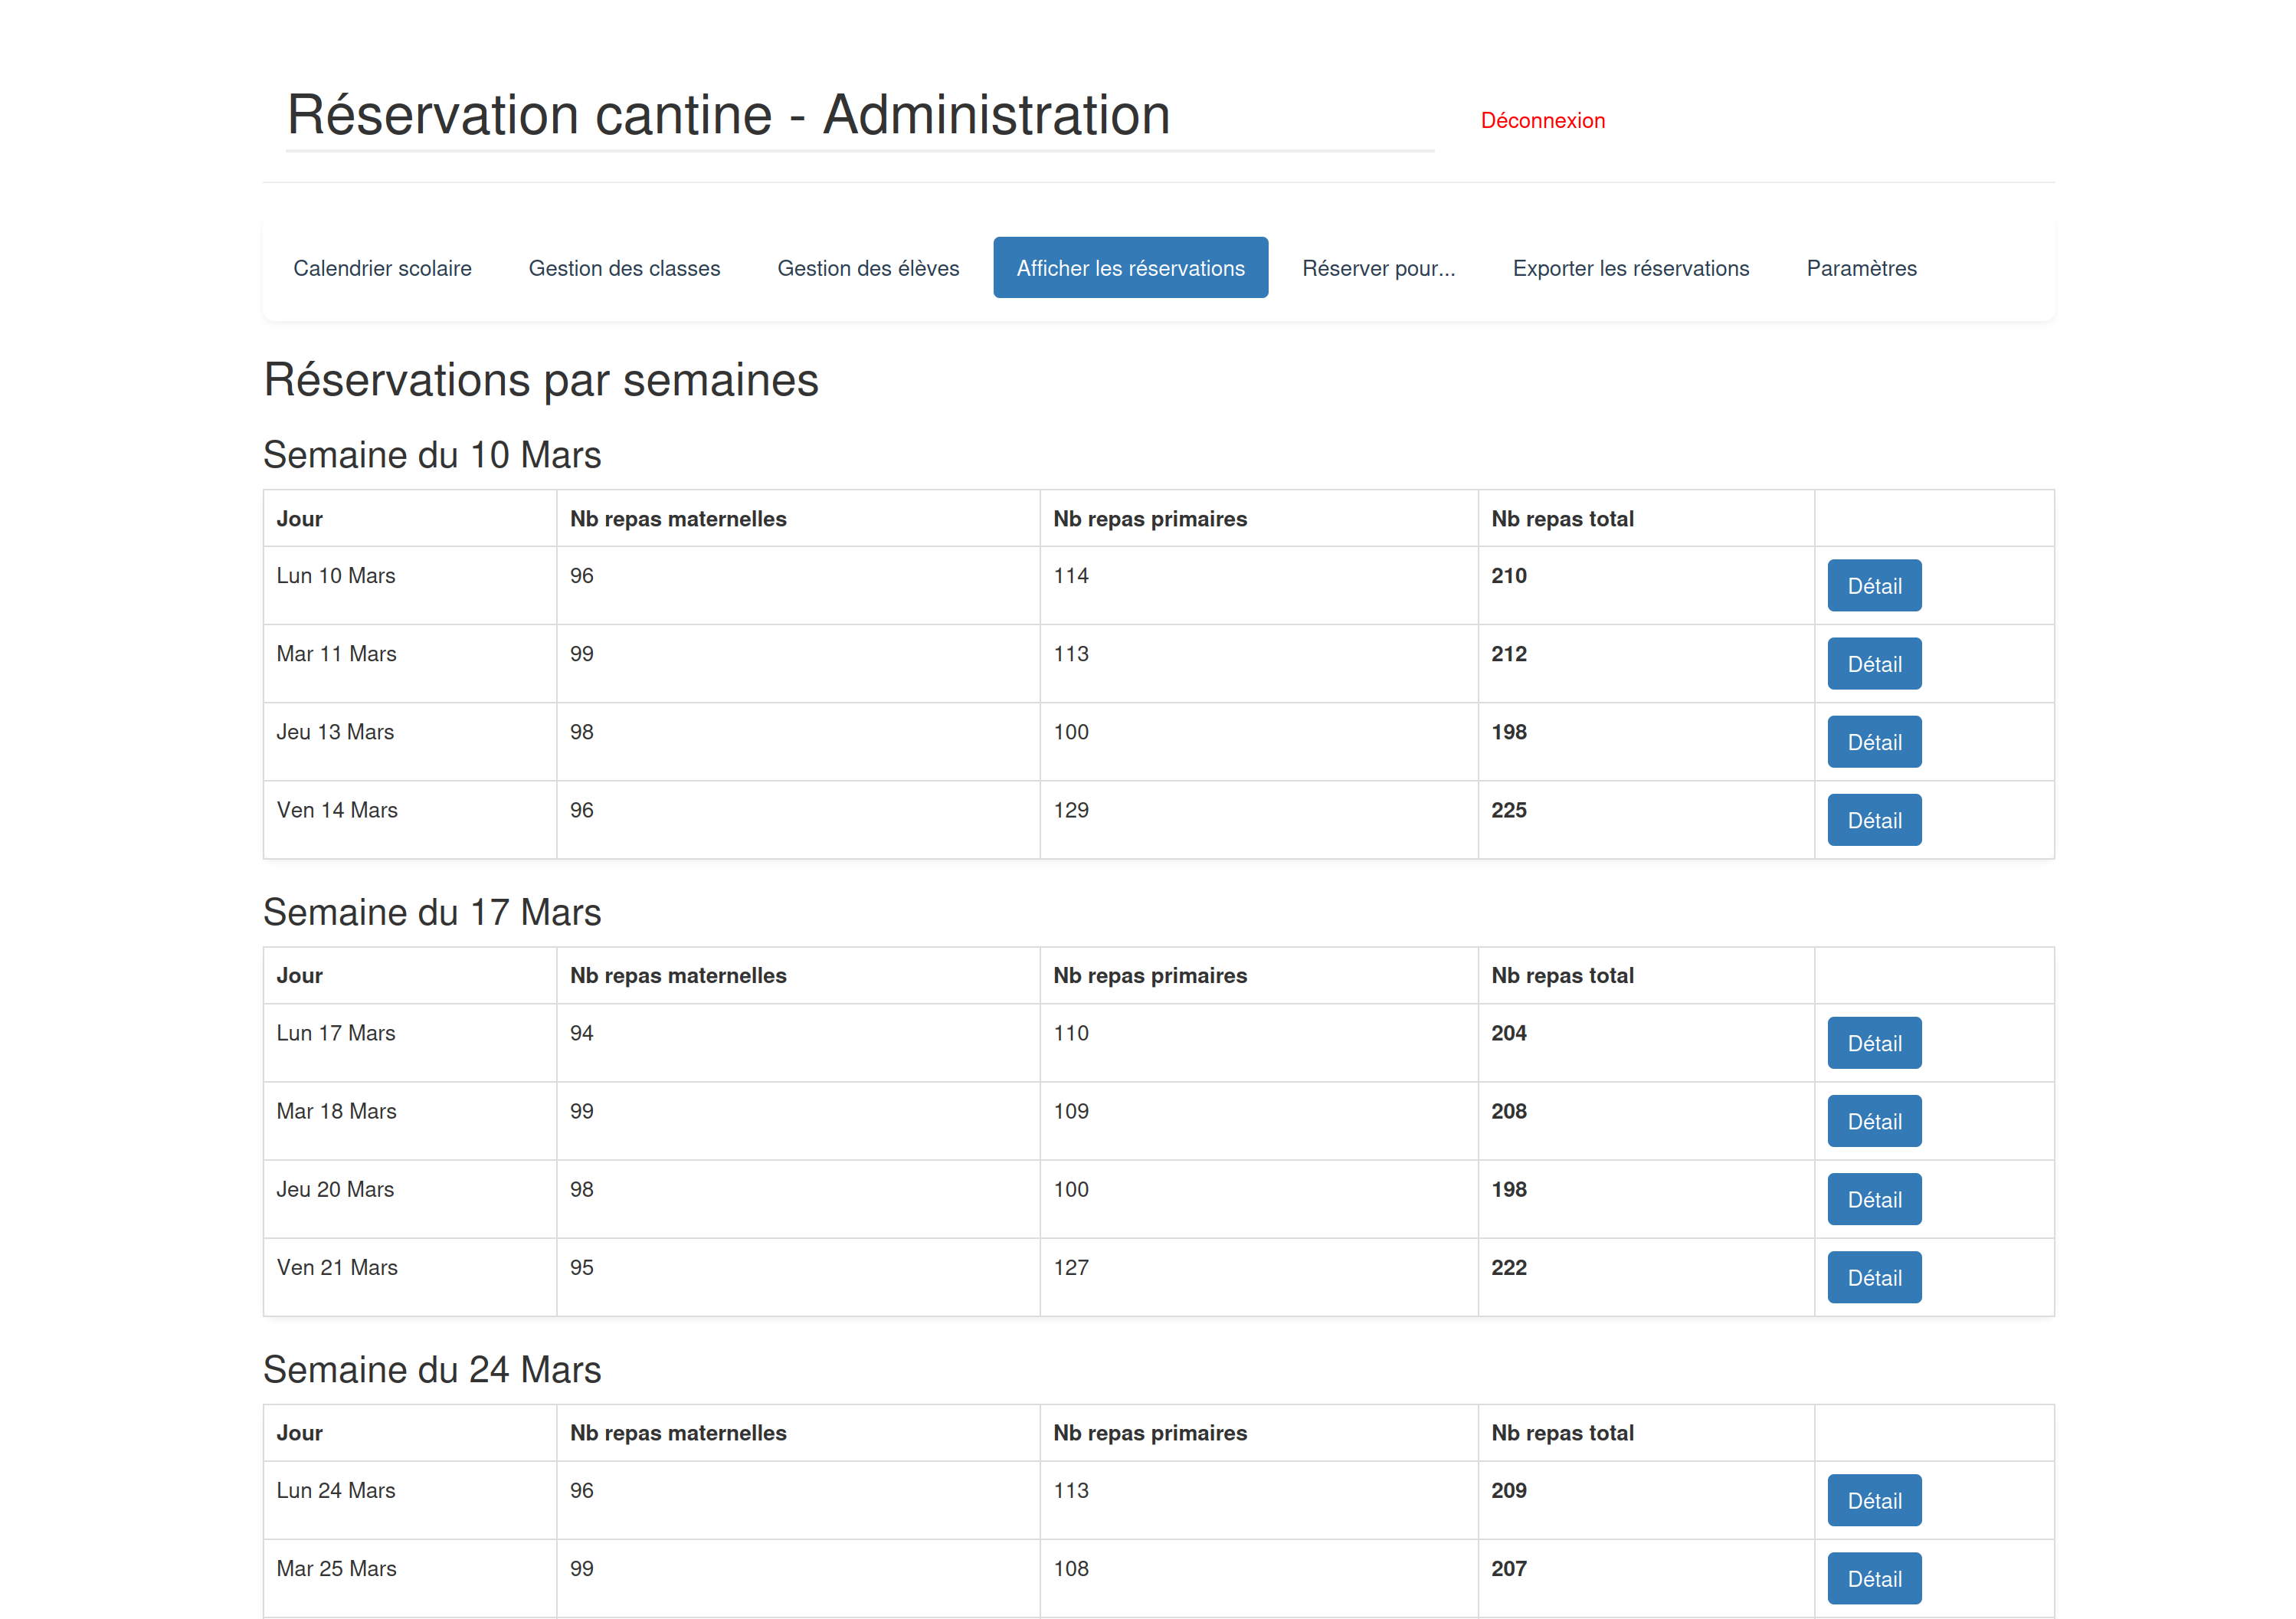 Réservation cantine - Administration
Déconnexion
Calendrier scolaire Gestion des classes Gestion des élèves Afficher les réservations Réserver pour... Exporter les réservations Paramètres
Réservations par semaines
Semaine du 10 Mars
Jour Nb repas maternelles Nb repas primaires Nb repas total
Lun 10 Mars 96 114 210 Détail
Mar 11 Mars 99 113 212 Détail
Jeu 13 Mars 98 100 198 Détail
Ven 14 Mars 96 129 225 Détail
Semaine du 17 Mars
Jour Nb repas maternelles Nb repas primaires Nb repas total
Lun 17 Mars 94 110 204 Détail
Mar 18 Mars 99 109 208 Détail
Jeu 20 Mars 98 100 198 Détail
Ven 21 Mars 95 127 222 Détail
Semaine du 24 Mars
Jour Nb repas maternelles Nb repas primaires Nb repas total
Lun 24 Mars 96 113 209 Détail
Mar 25 Mars 99 108 207 Détail